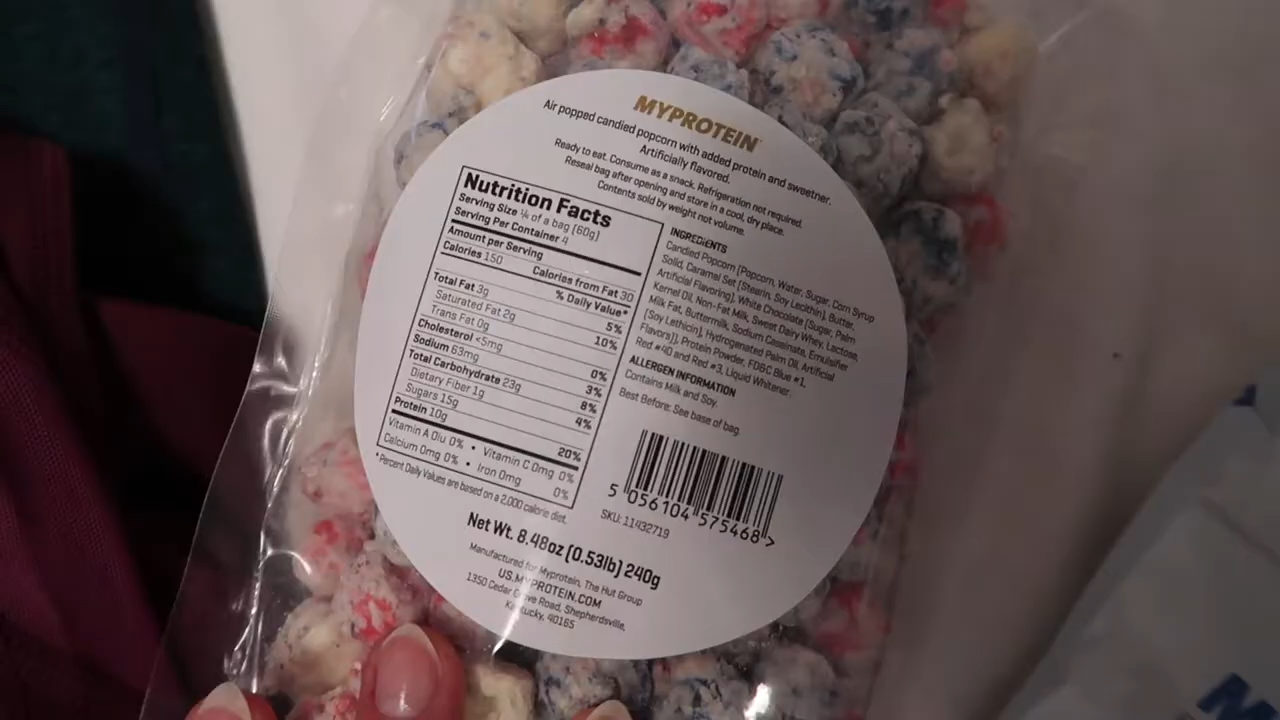 MYPROTEIN
Air popped candied popcorn with added protein and sweetner.
Artificially flavored.
Ready to eat. Consume as a snack. Refrigeration not required.
Reseal bag after opening and store in a cool, dry place.
Contents sold by weight not volume.
Nutrition Facts
Serving Size ¼ of a bag (60g)
Serving Per Container 4
Amount per Serving
Calories 150 Calories from Fat 30
% Daily Value*
Total Fat 3g 5%
Saturated Fat 2g 10%
Trans Fat 0g
Cholesterol <5mg 0%
Sodium 63mg 3%
Total Carbohydrate 23g 8%
Dietary Fiber 1g 4%
Sugars 15g
Protein 10g 20%
Vitamin A 0iu 0% • Vitamin C 0mg 0%
Calcium 0mg 0% • Iron 0mg 0%
*Percent Daily Values are based on a 2,000 calorie diet.
INGREDIENTS
Candied Popcorn (Popcorn, Water, Sugar, Corn Syrup
Solid, Caramel Set (Stearin, Soy Lecithin), Butter,
Artificial Flavoring), White Chocolate (Sugar, Palm
Kernel Oil, Non-Fat Milk, Sweet Dairy Whey, Lactose,
Milk Fat, Buttermilk, Sodium Caseinate, Emulsifier
(Soy Lethicin), Hydrogenated Palm Oil, Artificial
Flavors)), Protein Powder, FD&C Blue #1,
Red #40 and Red #3, Liquid Whitener.
ALLERGEN INFORMATION
Contains Milk and Soy.
Best Before: See base of bag
5 056104 575468 >
SKU: 11432719
Net Wt. 8.48oz (0.53lb) 240g
Manufactured for Myprotein, The Hut Group
US.MYPROTEIN.COM
1350 Cedar Grove Road, Shepherdsville,
Kentucky, 40165